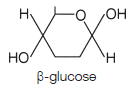 H O OH
HO H
β-glucose